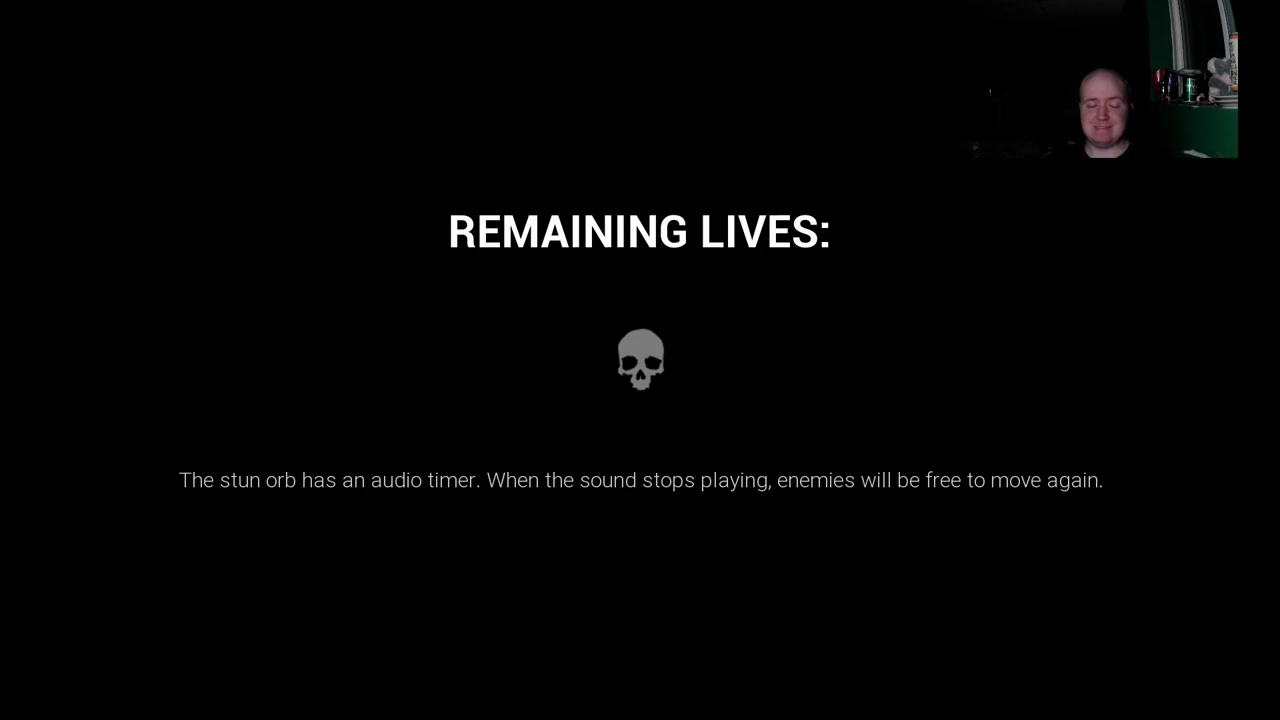 REMAINING LIVES:
The stun orb has an audio timer. When the sound stops playing, enemies will be free to move again.